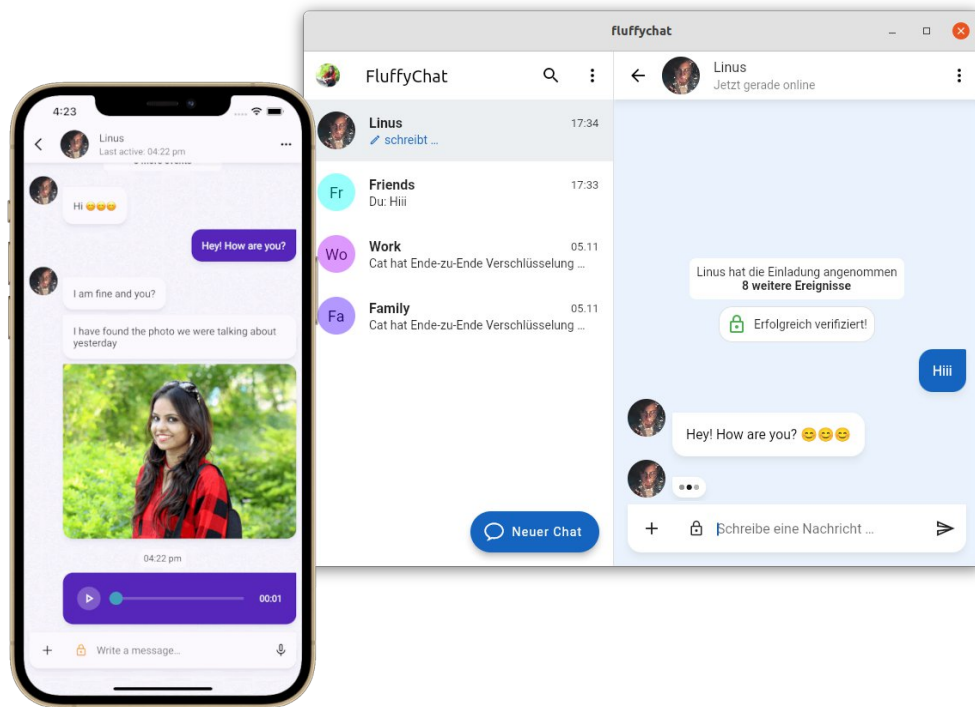 4:23
Linus
Last active: 04:22 pm
Hi 😄😄😄
Hey! How are you?
I am fine and you?
I have found the photo we were talking about
yesterday
04:22 pm
00:01
Write a message...
fluffychat
FluffyChat
Linus 17:34
schreibt ...
Fr
Friends 17:33
Du: Hiii
Wo
Work 05.11
Cat hat Ende-zu-Ende Verschlüsselung ...
Fa
Family 05.11
Cat hat Ende-zu-Ende Verschlüsselung ...
Neuer Chat
Linus
Jetzt gerade online
Linus hat die Einladung angenommen
8 weitere Ereignisse
Erfolgreich verifiziert!
Hiii
Hey! How are you? 😊😊😊
Schreibe eine Nachricht ...